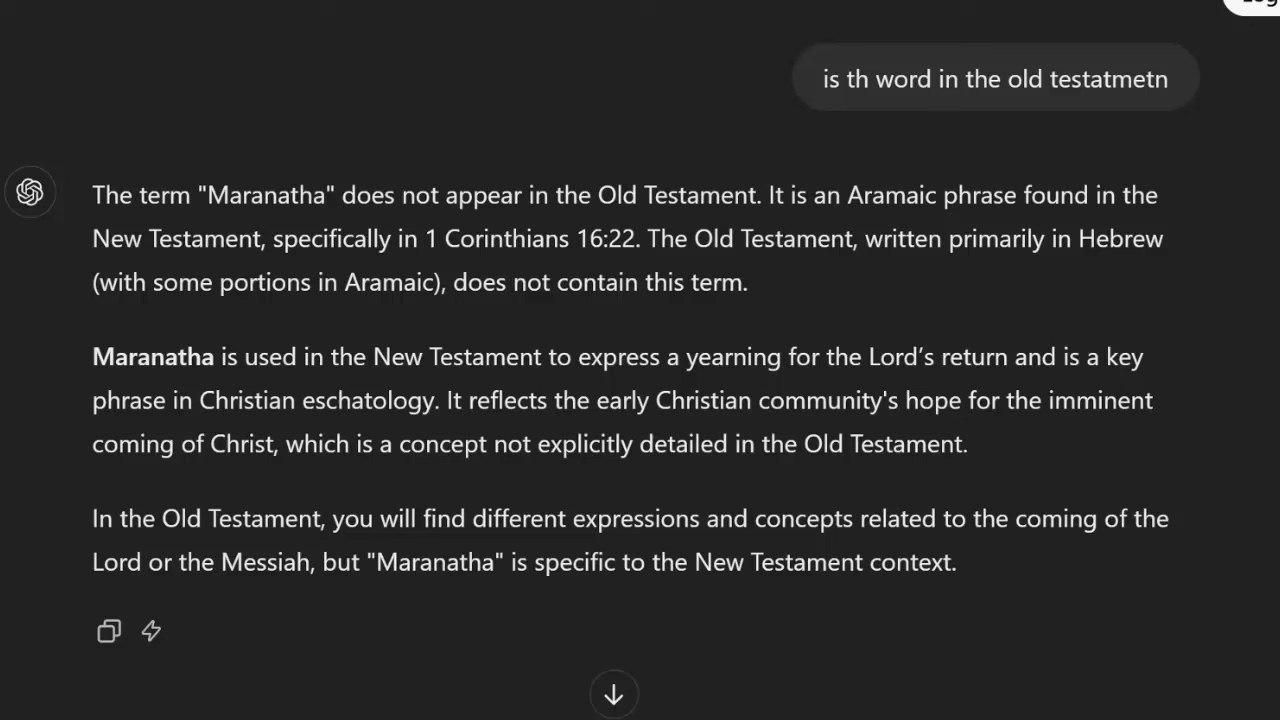 is th word in the old testatmetn
The term "Maranatha" does not appear in the Old Testament. It is an Aramaic phrase found in the
New Testament, specifically in 1 Corinthians 16:22. The Old Testament, written primarily in Hebrew
(with some portions in Aramaic), does not contain this term.
Maranatha is used in the New Testament to express a yearning for the Lord’s return and is a key
phrase in Christian eschatology. It reflects the early Christian community's hope for the imminent
coming of Christ, which is a concept not explicitly detailed in the Old Testament.
In the Old Testament, you will find different expressions and concepts related to the coming of the
Lord or the Messiah, but "Maranatha" is specific to the New Testament context.